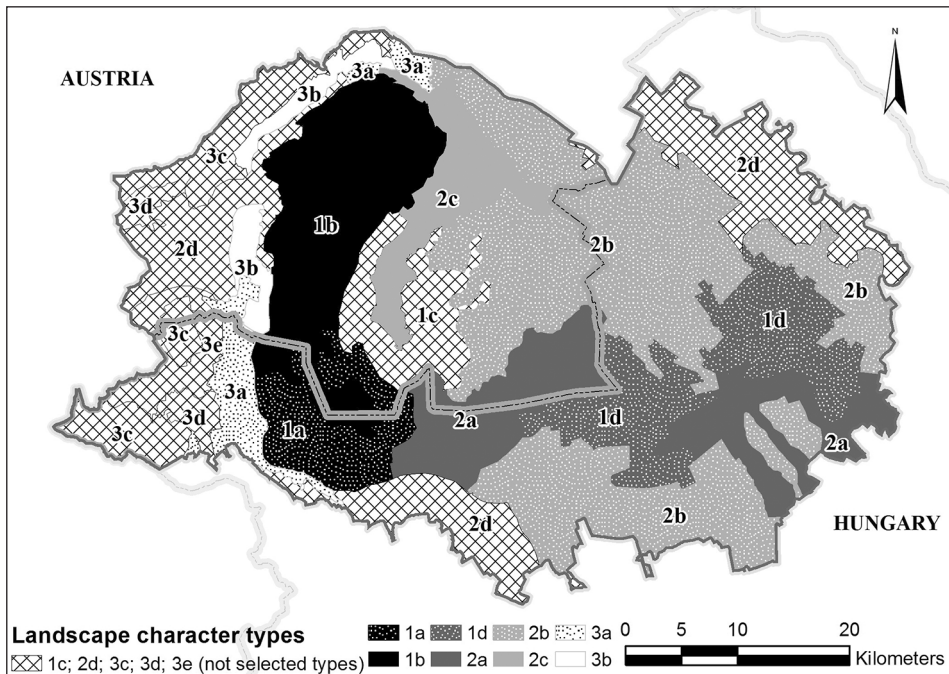 N
AUSTRIA
3a
3a
3b
3c
2d
3d
2c
1b
2d
2b
3b
2b
1c
1d
3c
3e
3a
2a
1d
3d
3c
1a
2a
2b
2d
HUNGARY
Landscape character types
1c; 2d; 3c; 3d; 3e (not selected types)
1a 1d 2b 3a
1b 2a 2c 3b
0 5 10 20
Kilometers